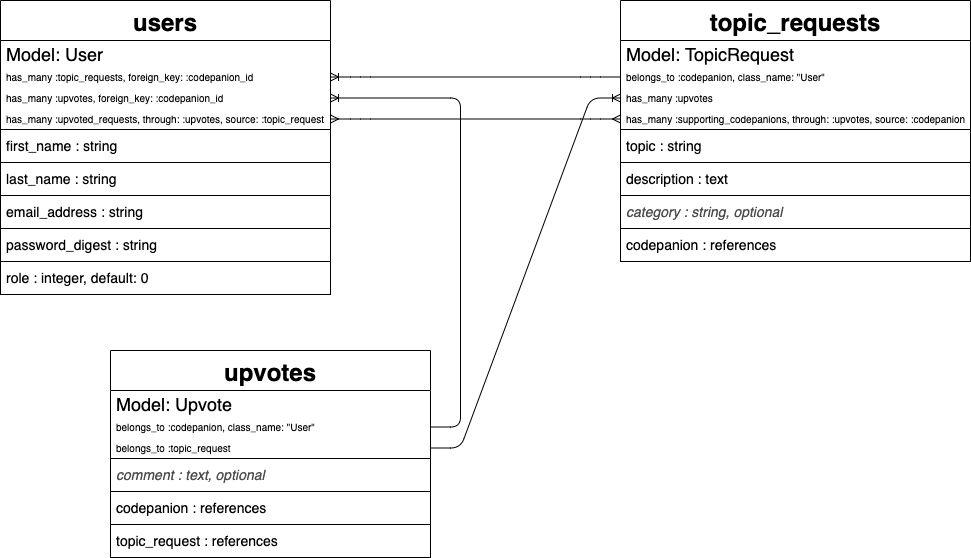 users
Model: User
has_many :topic_requests, foreign_key: :codepanion_id
has_many :upvotes, foreign_key: :codepanion_id
has_many :upvoted_requests, through: :upvotes, source: :topic_request
first_name : string
last_name : string
email_address : string
password_digest : string
role : integer, default: 0
topic_requests
Model: TopicRequest
belongs_to :codepanion, class_name: "User"
has_many :upvotes
has_many :supporting_codepanions, through: :upvotes, source: :codepanion
topic : string
description : text
category : string, optional
codepanion : references
upvotes
Model: Upvote
belongs_to :codepanion, class_name: "User"
belongs_to :topic_request
comment : text, optional
codepanion : references
topic_request : references